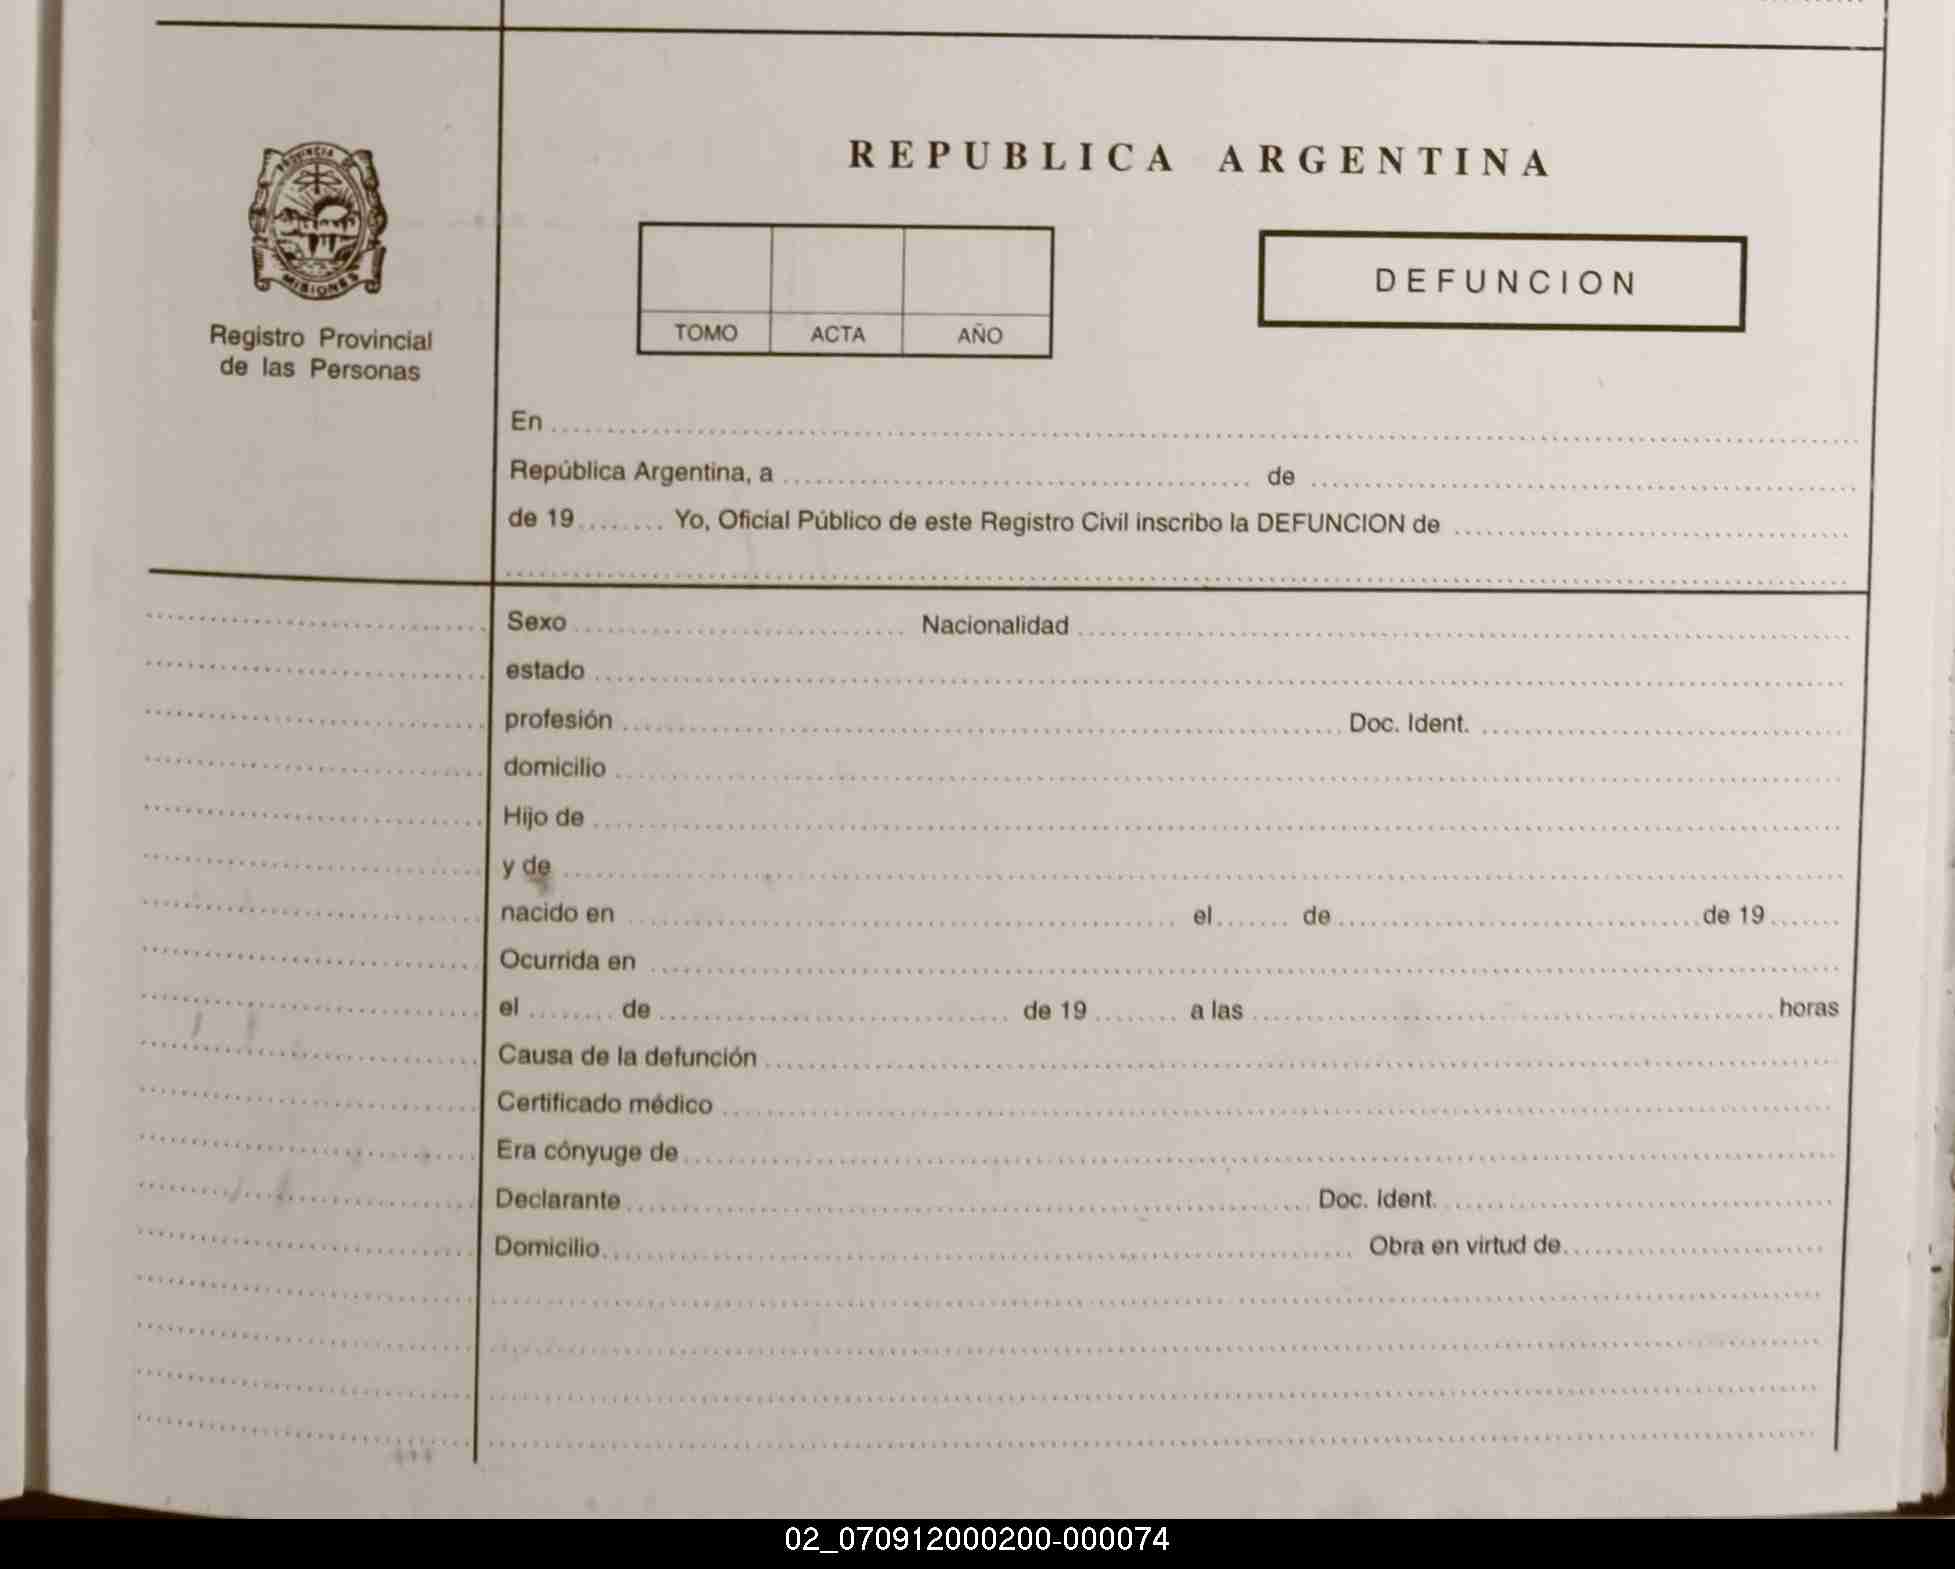 PROVINCIA DE
MISIONES
Registro Provincial
de las Personas
REPUBLICA ARGENTINA
TOMO ACTA AÑO
DEFUNCION
En
República Argentina, a de
de 19 Yo, Oficial Público de este Registro Civil inscribo la DEFUNCION de
Sexo Nacionalidad
estado
profesión Doc. Ident.
domicilio
Hijo de
y de
nacido en el de de 19
Ocurrida en
el de de 19 a las horas
Causa de la defunción
Certificado médico
Era cónyuge de
Declarante Doc. Ident.
Domicilio Obra en virtud de
02_070912000200-000074